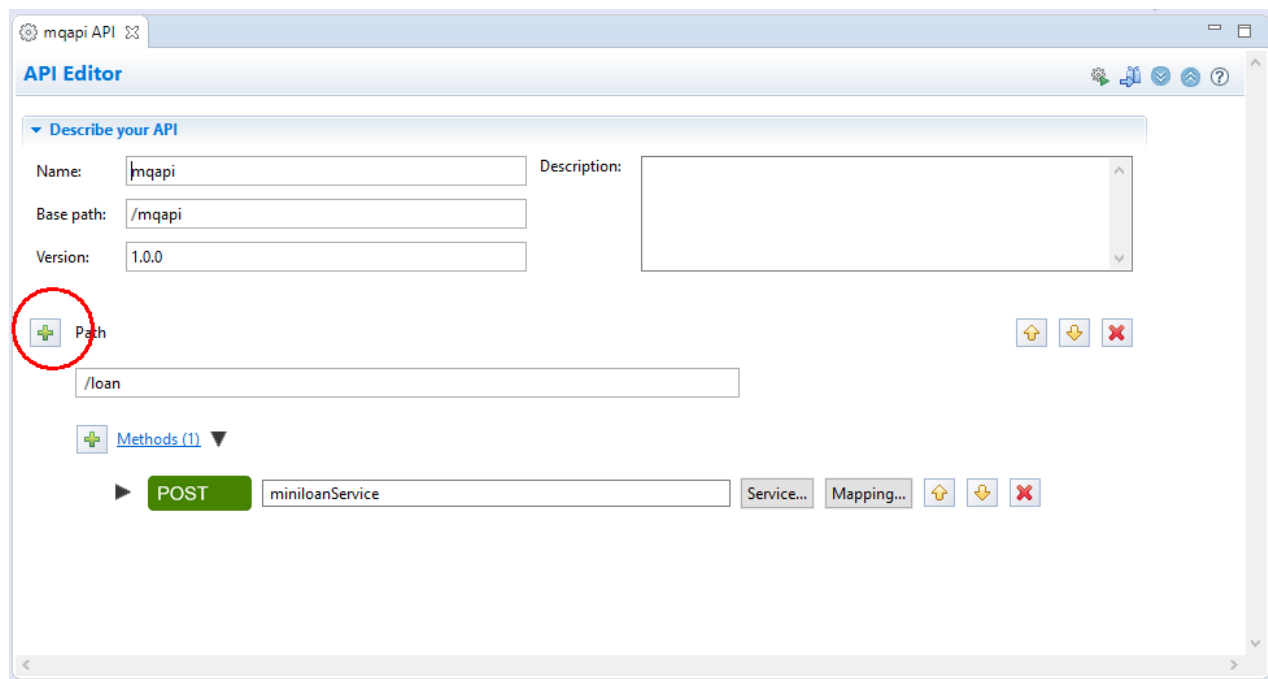 mqapi API
API Editor
Describe your API
Name: mqapi Description:
Base path: /mqapi
Version: 1.0.0
Path
/loan
Methods (1)
POST miniloanService Service... Mapping...